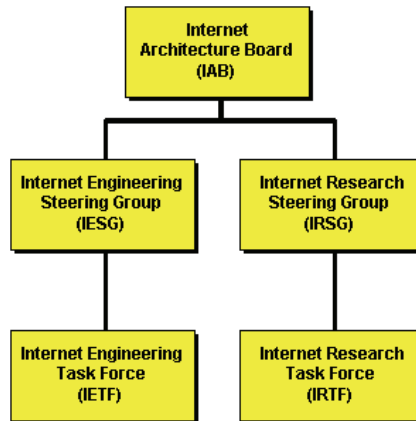 Internet
Architecture Board
(IAB)
Internet Engineering
Steering Group
(IESG)
Internet Research
Steering Group
(IRSG)
Internet Engineering
Task Force
(IETF)
Internet Research
Task Force
(IRTF)